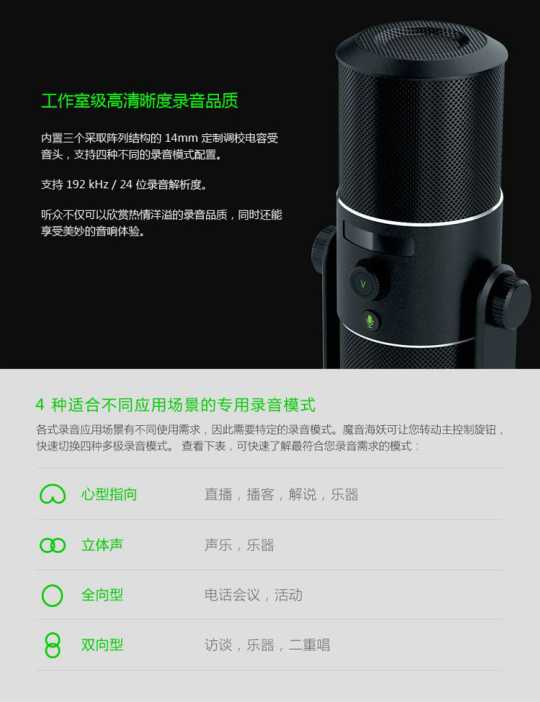 工作室级高清晰度录音品质
内置三个采取阵列结构的 14mm 定制调校电容受
音头，支持四种不同的录音模式配置。
支持 192 kHz / 24 位录音解析度。
听众不仅可以欣赏热情洋溢的录音品质，同时还能
享受美妙的音响体验。
V
4 种适合不同应用场景的专用录音模式
各式录音应用场景有不同使用需求，因此需要特定的录音模式。魔音海妖可让您转动主控制旋钮，
快速切换四种多极录音模式。 查看下表，可快速了解最符合您录音需求的模式：
心型指向 直播，播客，解说，乐器
立体声 声乐，乐器
全向型 电话会议，活动
双向型 访谈，乐器，二重唱